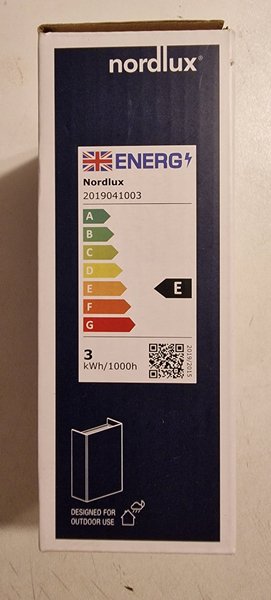 nordlux®
ENERG
Nordlux
2019041003
A
B
C
D
E
E
F
G
3
kWh/1000h
2019/2015
DESIGNED FOR
OUTDOOR USE